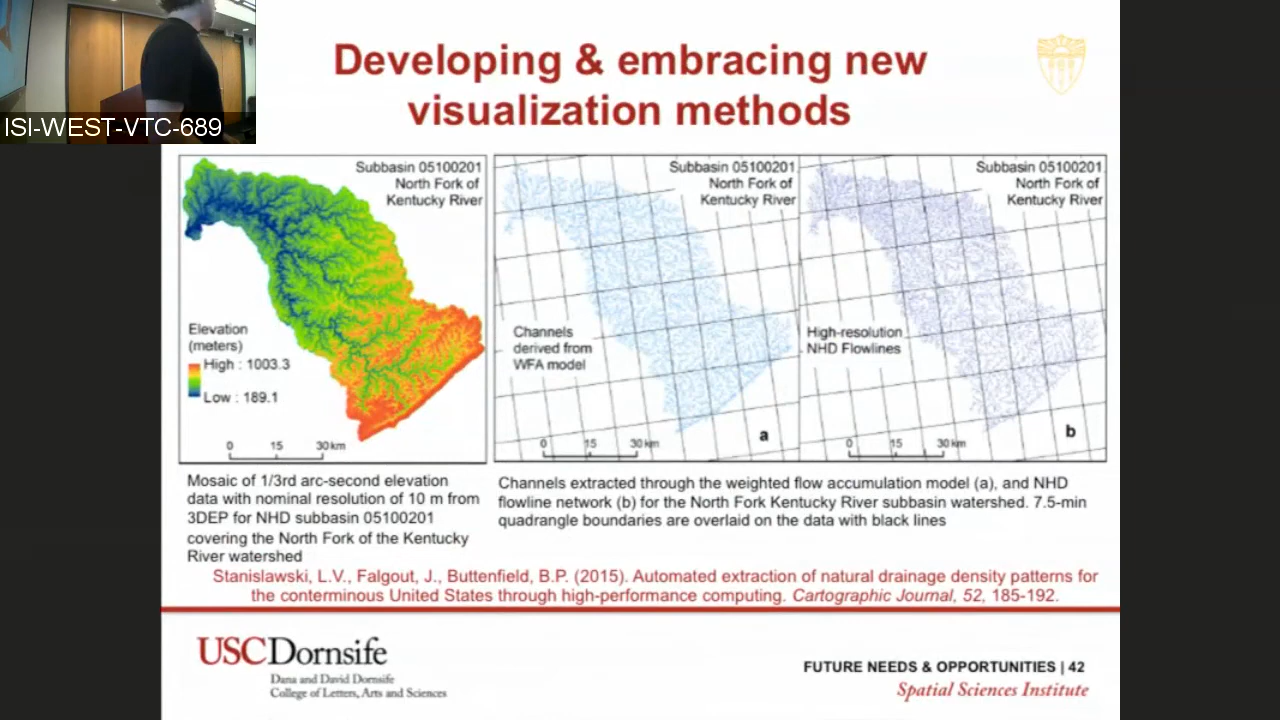 ISI-WEST-VTC-689
Developing & embracing new
visualization methods
Subbasin 05100201
North Fork of
Kentucky River
Elevation
(meters)
High : 1003.3
Low : 189.1
0 15 30 km
Subbasin 05100201
North Fork of
Kentucky River
Channels
derived from
WFA model
0 15 30 km
a
Subbasin 05100201
North Fork of
Kentucky River
High-resolution
NHD Flowlines
0 15 30 km
b
Mosaic of 1/3rd arc-second elevation
data with nominal resolution of 10 m from
3DEP for NHD subbasin 05100201
covering the North Fork of the Kentucky
River watershed
Channels extracted through the weighted flow accumulation model (a), and NHD
flowline network (b) for the North Fork Kentucky River subbasin watershed. 7.5-min
quadrangle boundaries are overlaid on the data with black lines
Stanislawski, L.V., Falgout, J., Buttenfield, B.P. (2015). Automated extraction of natural drainage density patterns for
the conterminous United States through high-performance computing. Cartographic Journal, 52, 185-192.
USCDornsife
Dana and David Dornsife
College of Letters, Arts and Sciences
FUTURE NEEDS & OPPORTUNITIES | 42
Spatial Sciences Institute